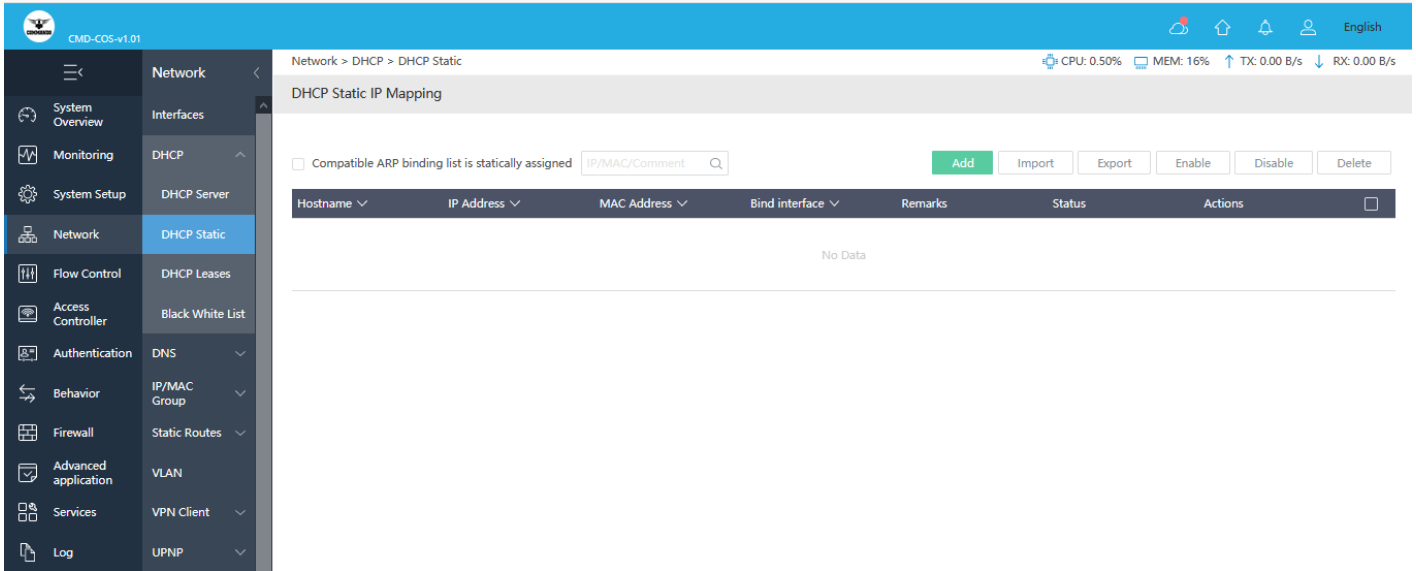 COMMANDO
CMD-COS-v1.01
English
Network
Network > DHCP > DHCP Static
CPU: 0.50% MEM: 16% TX: 0.00 B/s RX: 0.00 B/s
DHCP Static IP Mapping
System
Overview
Monitoring
System Setup
Network
Flow Control
Access
Controller
Authentication
Behavior
Firewall
Advanced
application
Services
Log
Interfaces
DHCP
DHCP Server
DHCP Static
DHCP Leases
Black White List
DNS
IP/MAC
Group
Static Routes
VLAN
VPN Client
UPNP
Compatible ARP binding list is statically assigned IP/MAC/Comment Add Import Export Enable Disable Delete
Hostname IP Address MAC Address Bind interface Remarks Status Actions
No Data